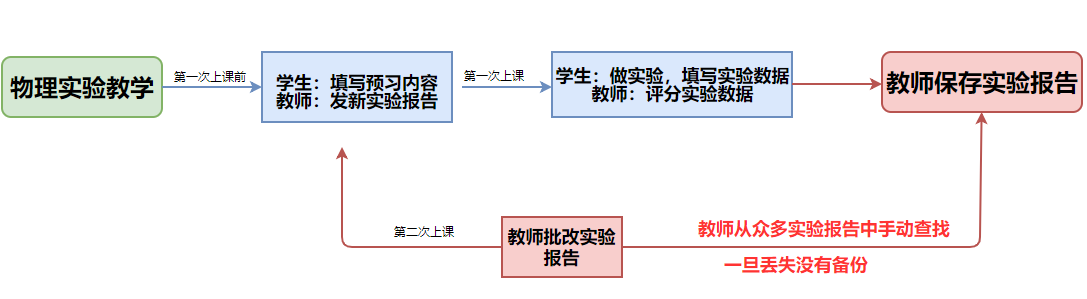 物理实验教学
第一次上课前
学生：填写预习内容
教师：发新实验报告
第一次上课
学生：做实验，填写实验数据
教师：评分实验数据
教师保存实验报告
第二次上课
教师批改实验
报告
教师从众多实验报告中手动查找
一旦丢失没有备份